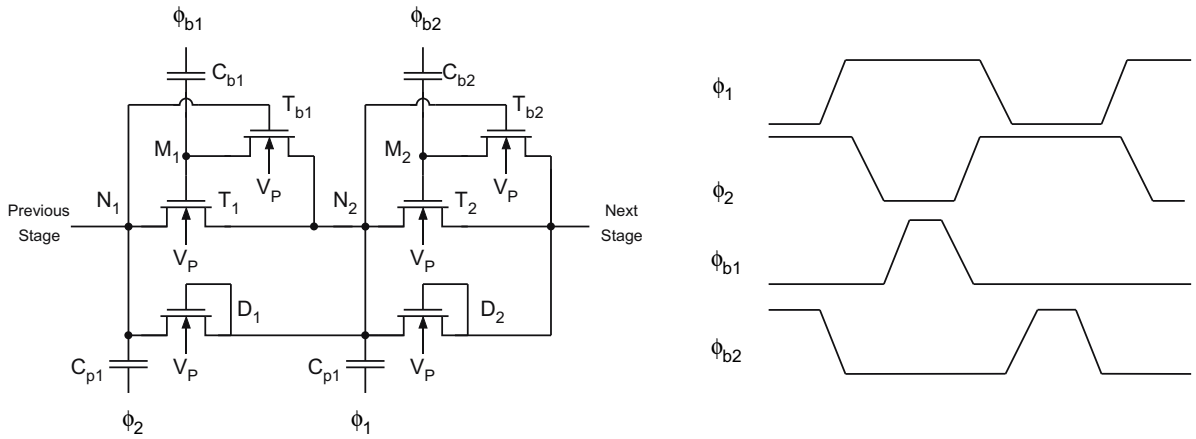 ϕb1
ϕb2
Cb1
Cb2
Tb1
Tb2
M1
M2
VP
VP
N1
T1
N2
T2
Previous
Stage
Next
Stage
VP
VP
D1
D2
Cp1
VP
Cp1
VP
ϕ2
ϕ1
ϕ1
ϕ2
ϕb1
ϕb2